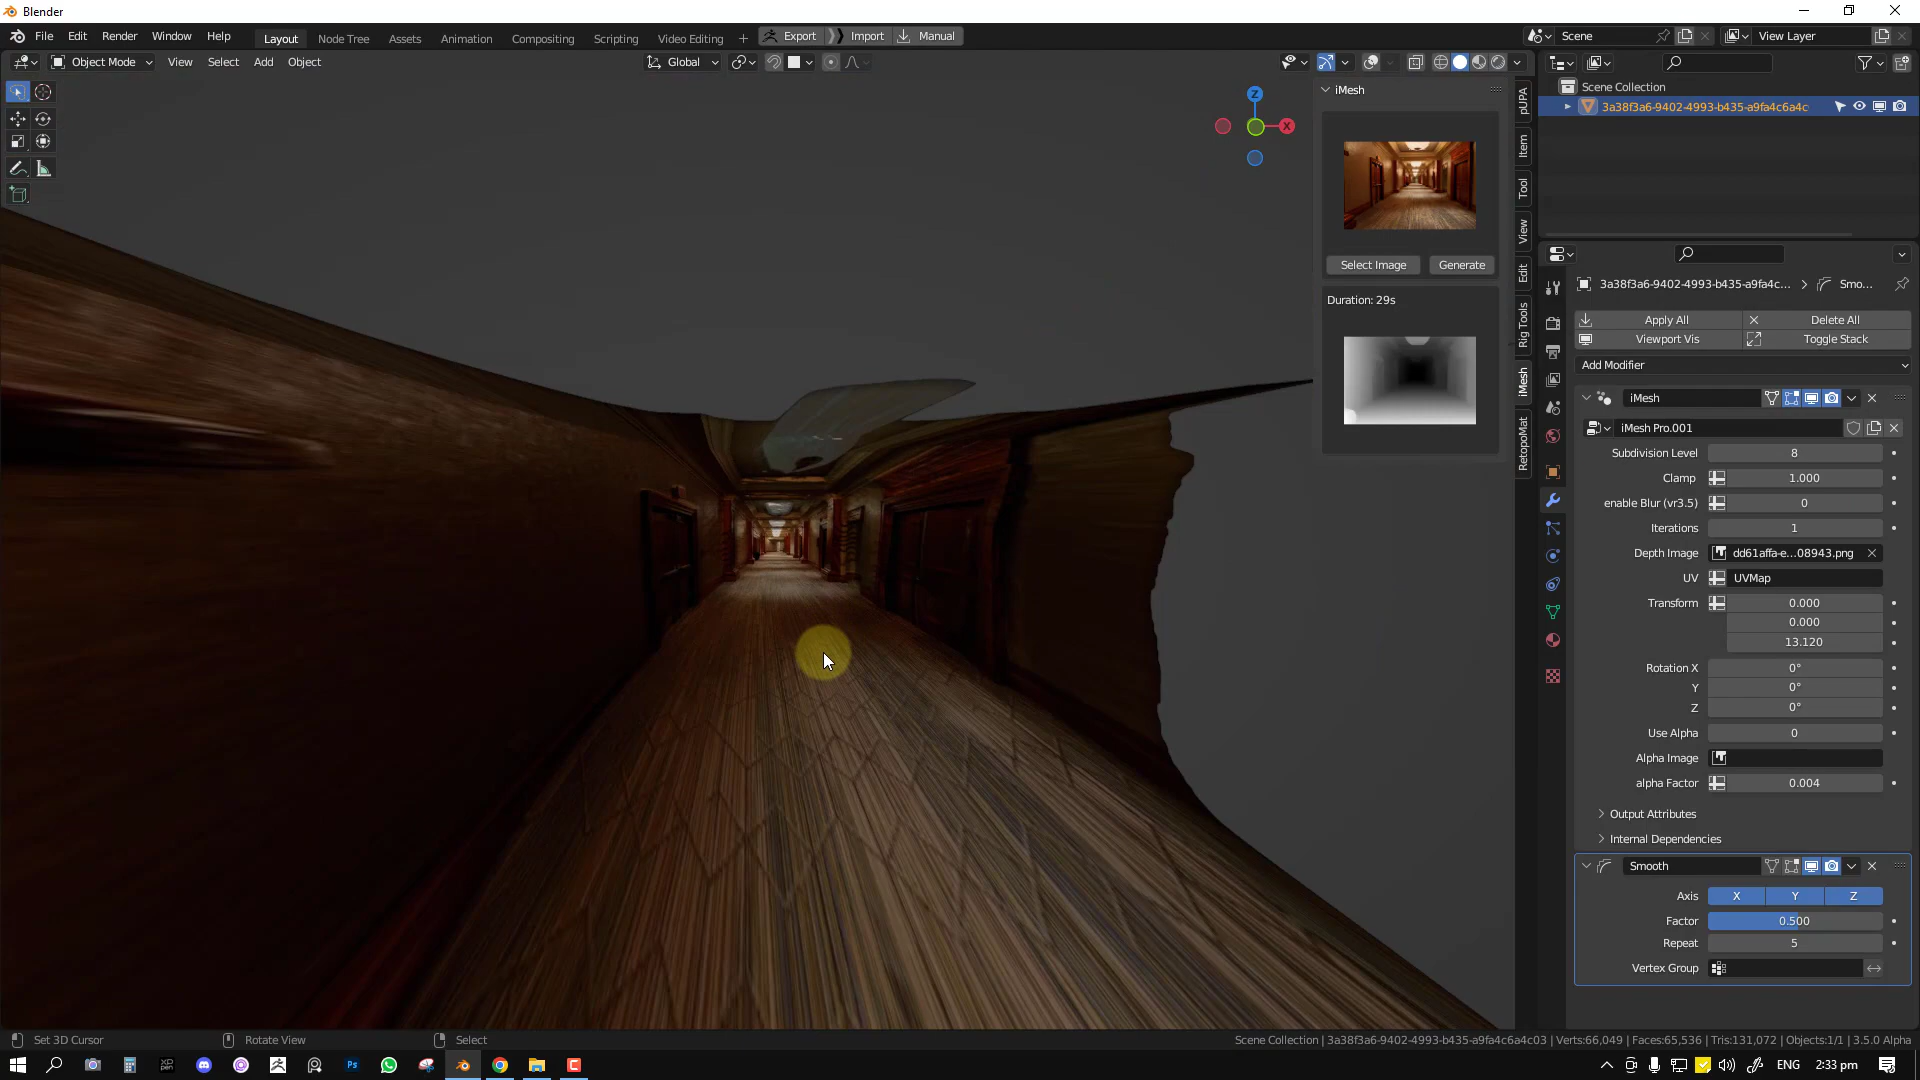 Blender
File Edit Render Window Help Layout Node Tree Assets Animation Compositing Scripting Video Editing + Export Import Manual Scene View Layer
Object Mode View Select Add Object Global
iMesh
Select Image Generate
Duration: 29s
Z
X
pUPA
Item
Tool
View
Edit
Rig Tools
iMesh
RetopoMat
Scene Collection
3a38f3a6-9402-4993-b435-a9fa4c6a4c
3a38f3a6-9402-4993-b435-a9fa4c... Smo...
Apply All Delete All
Viewport Vis Toggle Stack
Add Modifier
iMesh
iMesh Pro.001
Subdivision Level 8
Clamp 1.000
enable Blur (vr3.5) 0
Iterations 1
Depth Image dd61affa-e...08943.png
UV UVMap
Transform 0.000
0.000
13.120
Rotation X 0°
Y 0°
Z 0°
Use Alpha 0
Alpha Image
alpha Factor 0.004
Output Attributes
Internal Dependencies
Smooth
Axis X Y Z
Factor 0.500
Repeat 5
Vertex Group
Set 3D Cursor Rotate View Select Scene Collection | 3a38f3a6-9402-4993-b435-a9fa4c6a4c03 | Verts:66,049 | Faces:65,536 | Tris:131,072 | Objects:1/1 | 3.5.0 Alpha
Ps ENG 2:33 pm